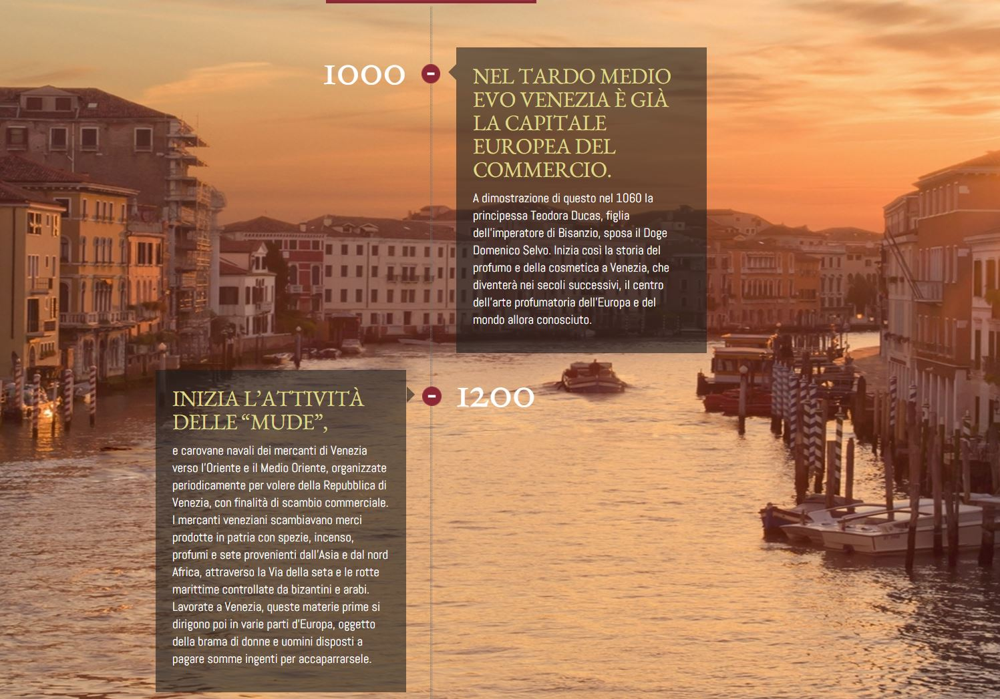 1000
NEL TARDO MEDIO
EVO VENEZIA È GIÀ
LA CAPITALE
EUROPEA DEL
COMMERCIO.
A dimostrazione di questo nel 1060 la
principessa Teodora Ducas, figlia
dell'imperatore di Bisanzio, sposa il Doge
Domenico Selvo. Inizia così la storia del
profumo e della cosmetica a Venezia, che
diventerà nei secoli successivi, il centro
dell'arte profumatoria dell'Europa e del
mondo allora conosciuto.
1200
INIZIA L’ATTIVITÀ
DELLE “MUDE”,
e carovane navali dei mercanti di Venezia
verso l'Oriente e il Medio Oriente, organizzate
periodicamente per volere della Repubblica di
Venezia, con finalità di scambio commerciale.
I mercanti veneziani scambiavano merci
prodotte in patria con spezie, incenso,
profumi e sete provenienti dall'Asia e dal nord
Africa, attraverso la Via della seta e le rotte
marittime controllate da bizantini e arabi.
Lavorate a Venezia, queste materie prime si
dirigono poi in varie parti d'Europa, oggetto
della brama di donne e uomini disposti a
pagare somme ingenti per accaparrarsele.